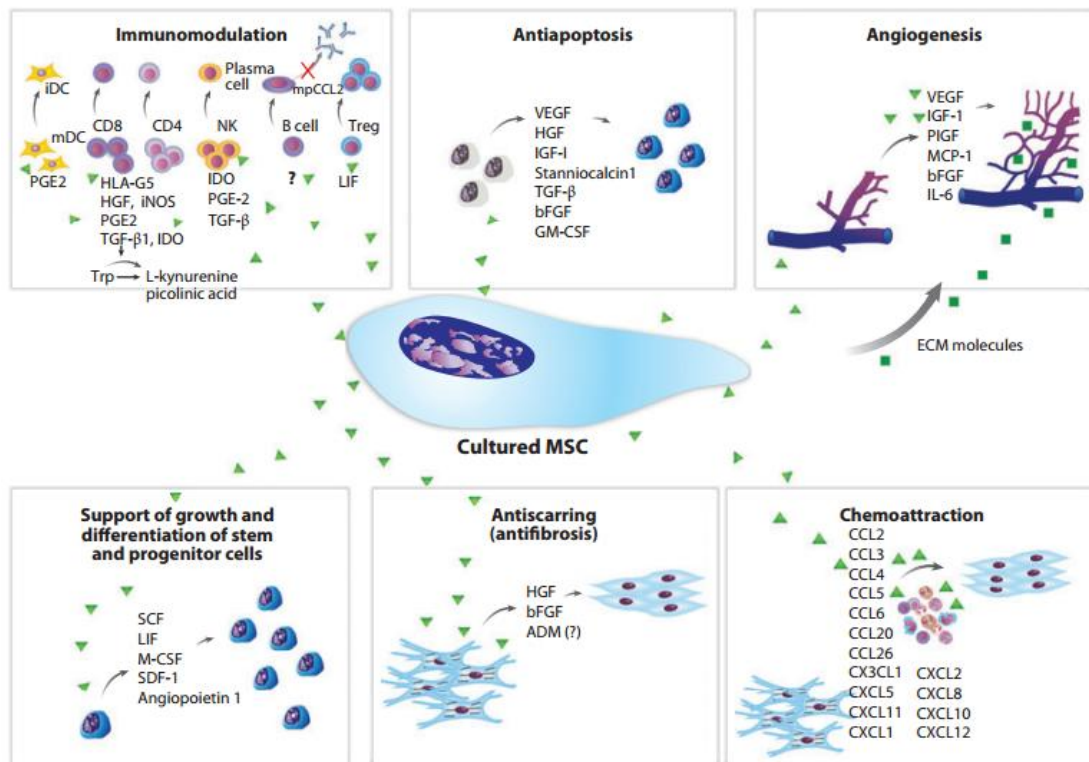 Immunomodulation
iDC
mDC
PGE2
CD8
CD4
HLA-G5
HGF, iNOS
PGE2
TGF-β1, IDO
Trp
L-kynurenine
picolinic acid
Plasma
cell
NK
IDO
PGE-2
TGF-β
mpCCL2
B cell
?
Treg
LIF
Antiapoptosis
VEGF
HGF
IGF-I
Stanniocalcin1
TGF-β
bFGF
GM-CSF
Angiogenesis
VEGF
IGF-1
PIGF
MCP-1
bFGF
IL-6
ECM molecules
Cultured MSC
Support of growth and
differentiation of stem
and progenitor cells
SCF
LIF
M-CSF
SDF-1
Angiopoietin 1
Antiscarring
(antifibrosis)
HGF
bFGF
ADM (?)
Chemoattraction
CCL2
CCL3
CCL4
CCL5
CCL6
CCL20
CCL26
CX3CL1 CXCL2
CXCL5 CXCL8
CXCL11 CXCL10
CXCL1 CXCL12